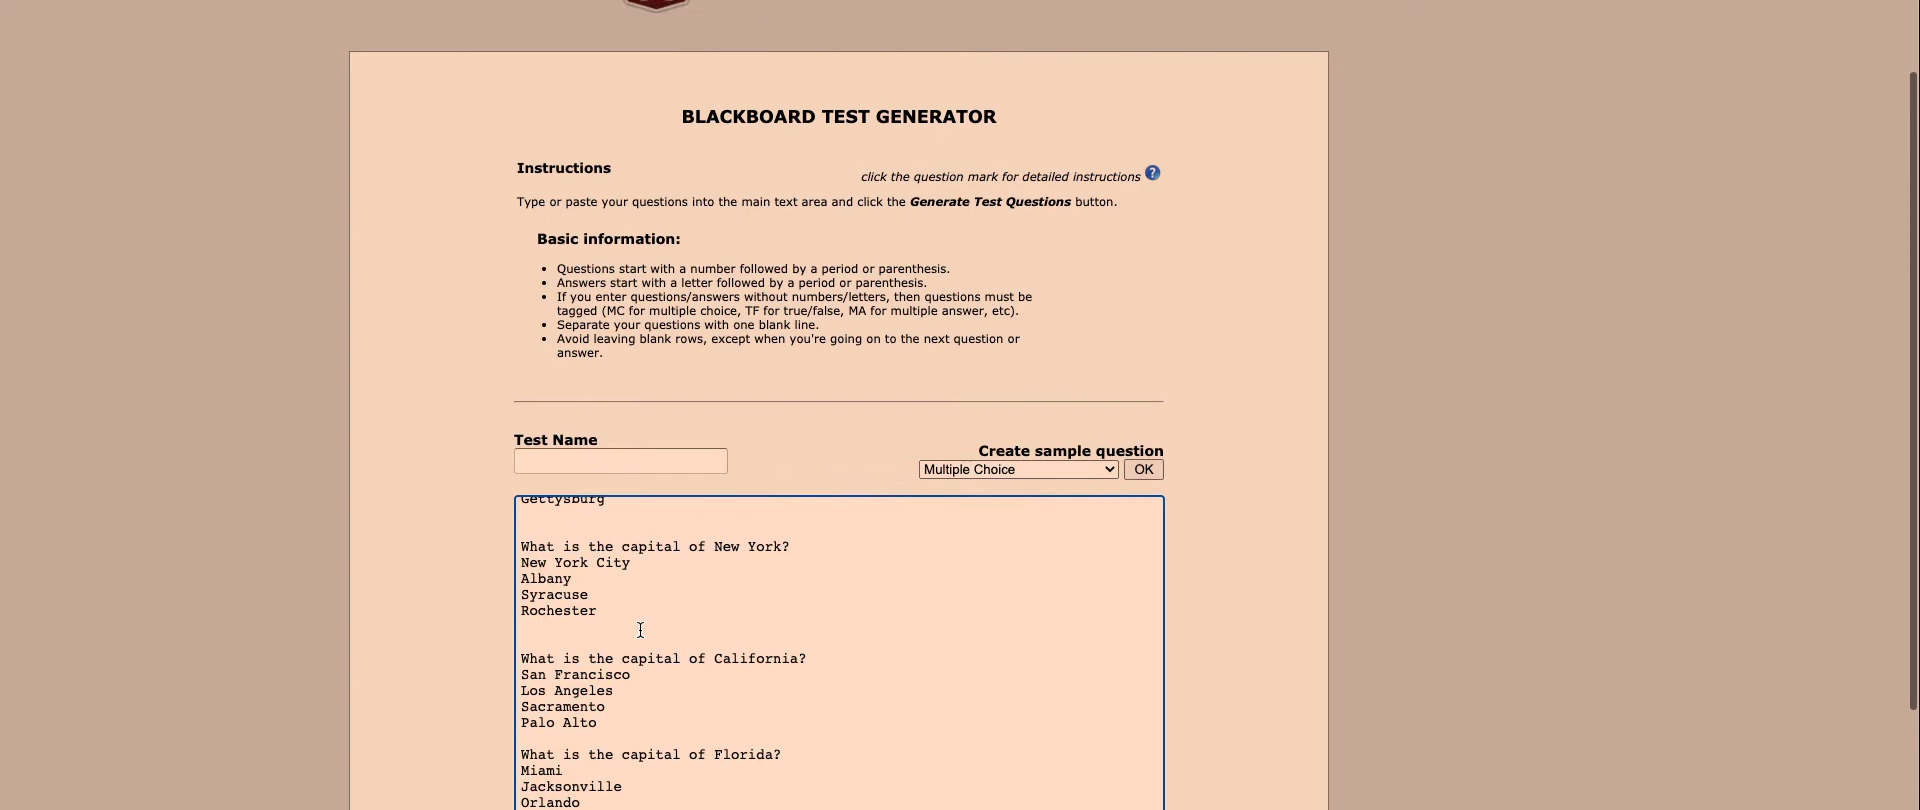 BLACKBOARD TEST GENERATOR
Instructions
click the question mark for detailed instructions ?
Type or paste your questions into the main text area and click the Generate Test Questions button.
Basic information:
• Questions start with a number followed by a period or parenthesis.
• Answers start with a letter followed by a period or parenthesis.
• If you enter questions/answers without numbers/letters, then questions must be
tagged (MC for multiple choice, TF for true/false, MA for multiple answer, etc).
• Separate your questions with one blank line.
• Avoid leaving blank rows, except when you're going on to the next question or
answer.
Test Name
Create sample question
Multiple Choice OK
Gettysburg
What is the capital of New York?
New York City
Albany
Syracuse
Rochester
What is the capital of California?
San Francisco
Los Angeles
Sacramento
Palo Alto
What is the capital of Florida?
Miami
Jacksonville
Orlando